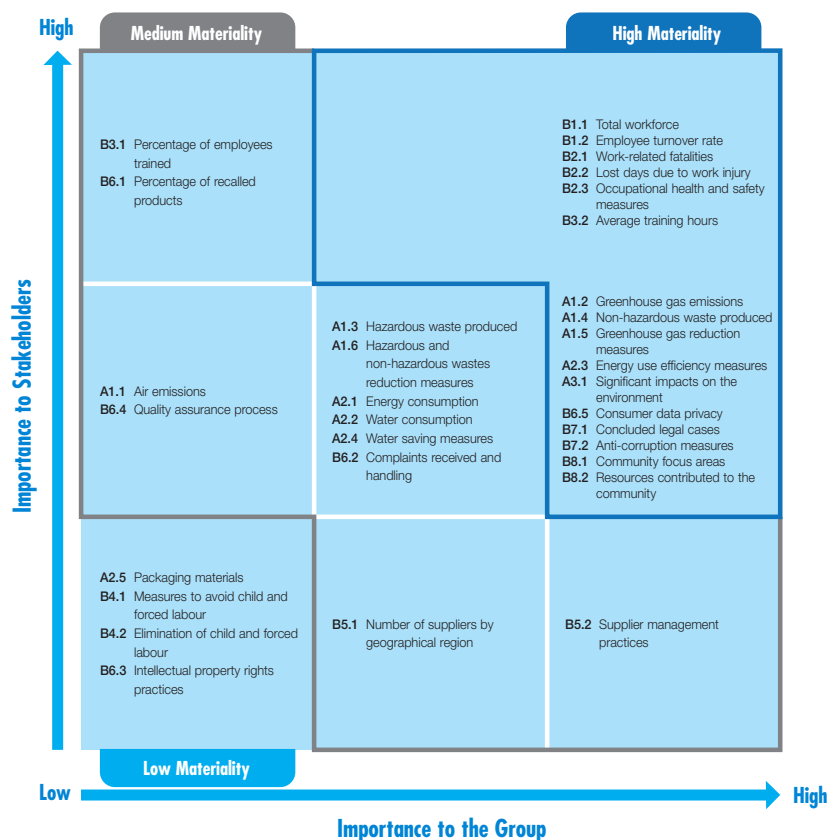 High
Medium Materiality
High Materiality
B3.1 Percentage of employees
trained
B6.1 Percentage of recalled
products
B1.1 Total workforce
B1.2 Employee turnover rate
B2.1 Work-related fatalities
B2.2 Lost days due to work injury
B2.3 Occupational health and safety
measures
B3.2 Average training hours
Importance to Stakeholders
A1.1 Air emissions
B6.4 Quality assurance process
A1.3 Hazardous waste produced
A1.6 Hazardous and
non-hazardous wastes
reduction measures
A2.1 Energy consumption
A2.2 Water consumption
A2.4 Water saving measures
B6.2 Complaints received and
handling
A1.2 Greenhouse gas emissions
A1.4 Non-hazardous waste produced
A1.5 Greenhouse gas reduction
measures
A2.3 Energy use efficiency measures
A3.1 Significant impacts on the
environment
B6.5 Consumer data privacy
B7.1 Concluded legal cases
B7.2 Anti-corruption measures
B8.1 Community focus areas
B8.2 Resources contributed to the
community
A2.5 Packaging materials
B4.1 Measures to avoid child and
forced labour
B4.2 Elimination of child and forced
labour
B6.3 Intellectual property rights
practices
B5.1 Number of suppliers by
geographical region
B5.2 Supplier management
practices
Low Materiality
Low
High
Importance to the Group